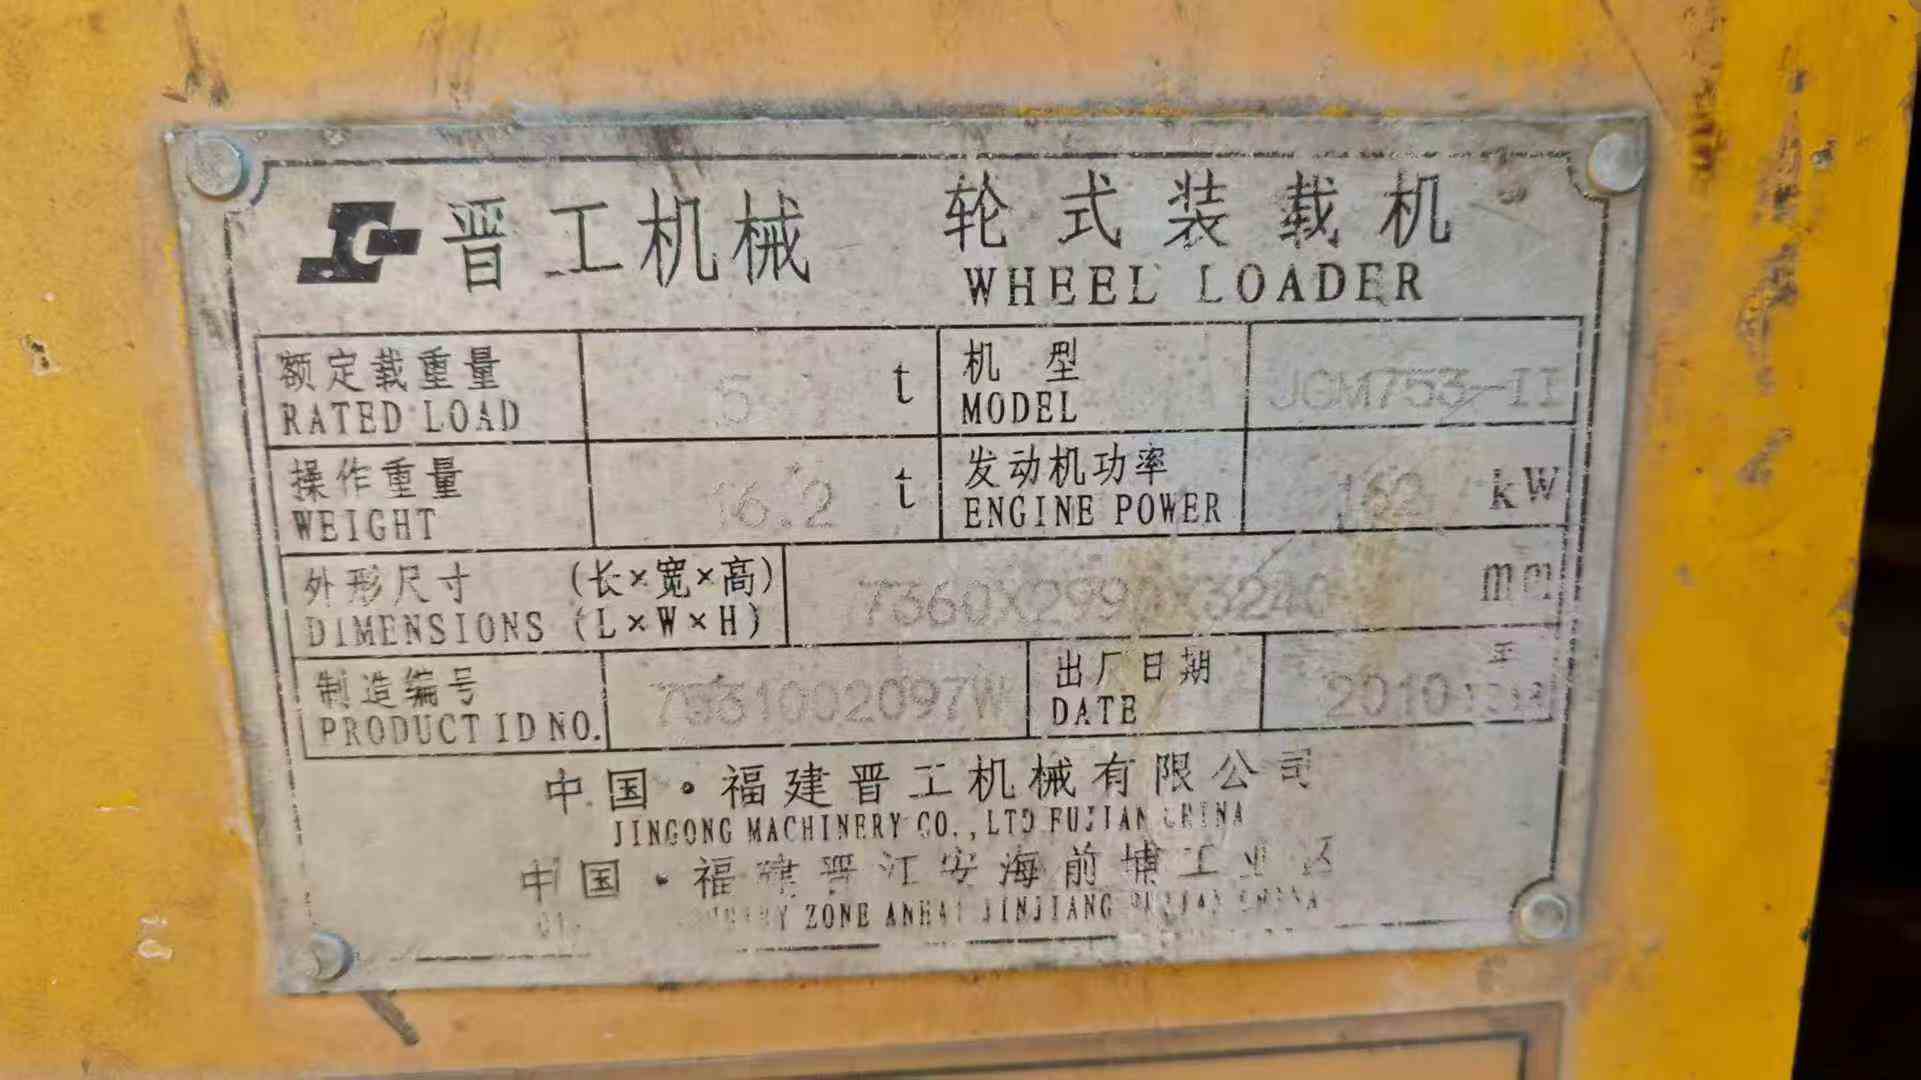 晋工机械 轮式装载机
WHEEL LOADER
额定载重量 5 t 机 型 JGM753-II
RATED LOAD MODEL
操作重量 16.2 t 发动机功率 162 kW
WEIGHT ENGINE POWER
外形尺寸 (长×宽×高) mm
DIMENSIONS (L×W×H)
制造编号 出厂日期 2010 年
PRODUCT ID NO. DATE
中国·福建晋工机械有限公司
JINGONG MACHINERY CO.,LTD FUJIAN CHINA
中国·福建晋江安海前埔工业区
ZONE ANHAI JINJIANG FUJIAN CHINA